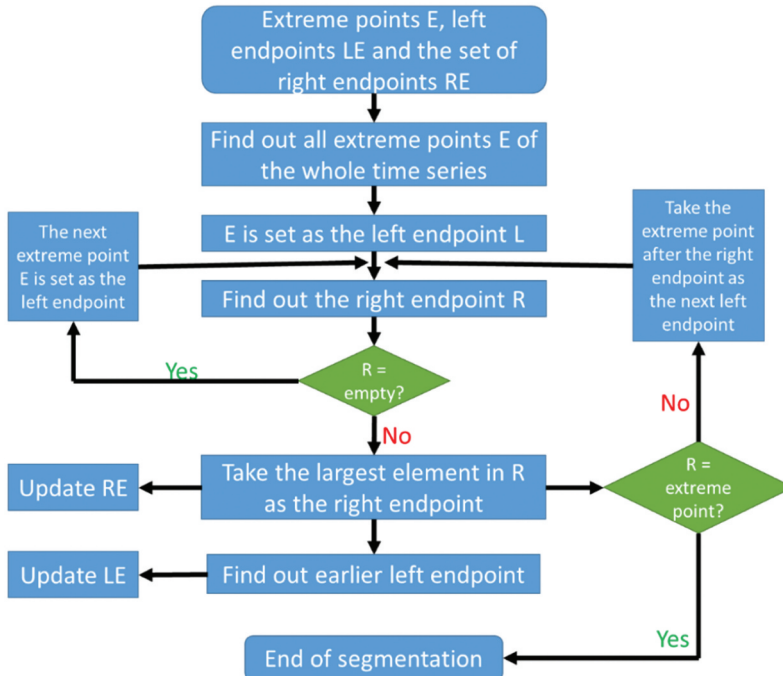 Extreme points E, left
endpoints LE and the set of
right endpoints RE
Find out all extreme points E of
the whole time series
E is set as the left endpoint L
The next
extreme point
E is set as the
left endpoint
Take the
extreme point
after the right
endpoint as
the next left
endpoint
Find out the right endpoint R
Yes
R =
empty?
No
No
Update RE
Take the largest element in R
as the right endpoint
R =
extreme
point?
Update LE
Find out earlier left endpoint
Yes
End of segmentation